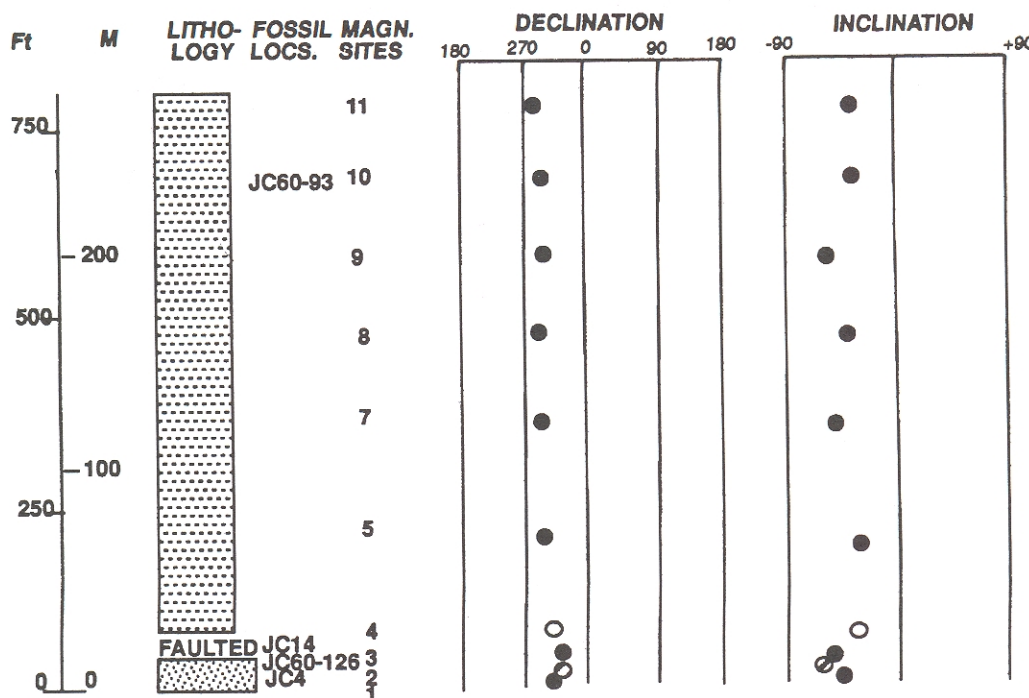 DECLINATION INCLINATION
Ft M LITHO- FOSSIL MAGN.
LOGY LOCS. SITES
180 270 0 90 180 -90 +90
750 11
JC60-93 10
200 9
500 8
7
100
250
5
4
FAULTED JC14
JC60-126 3
JC4 2
0 0 1